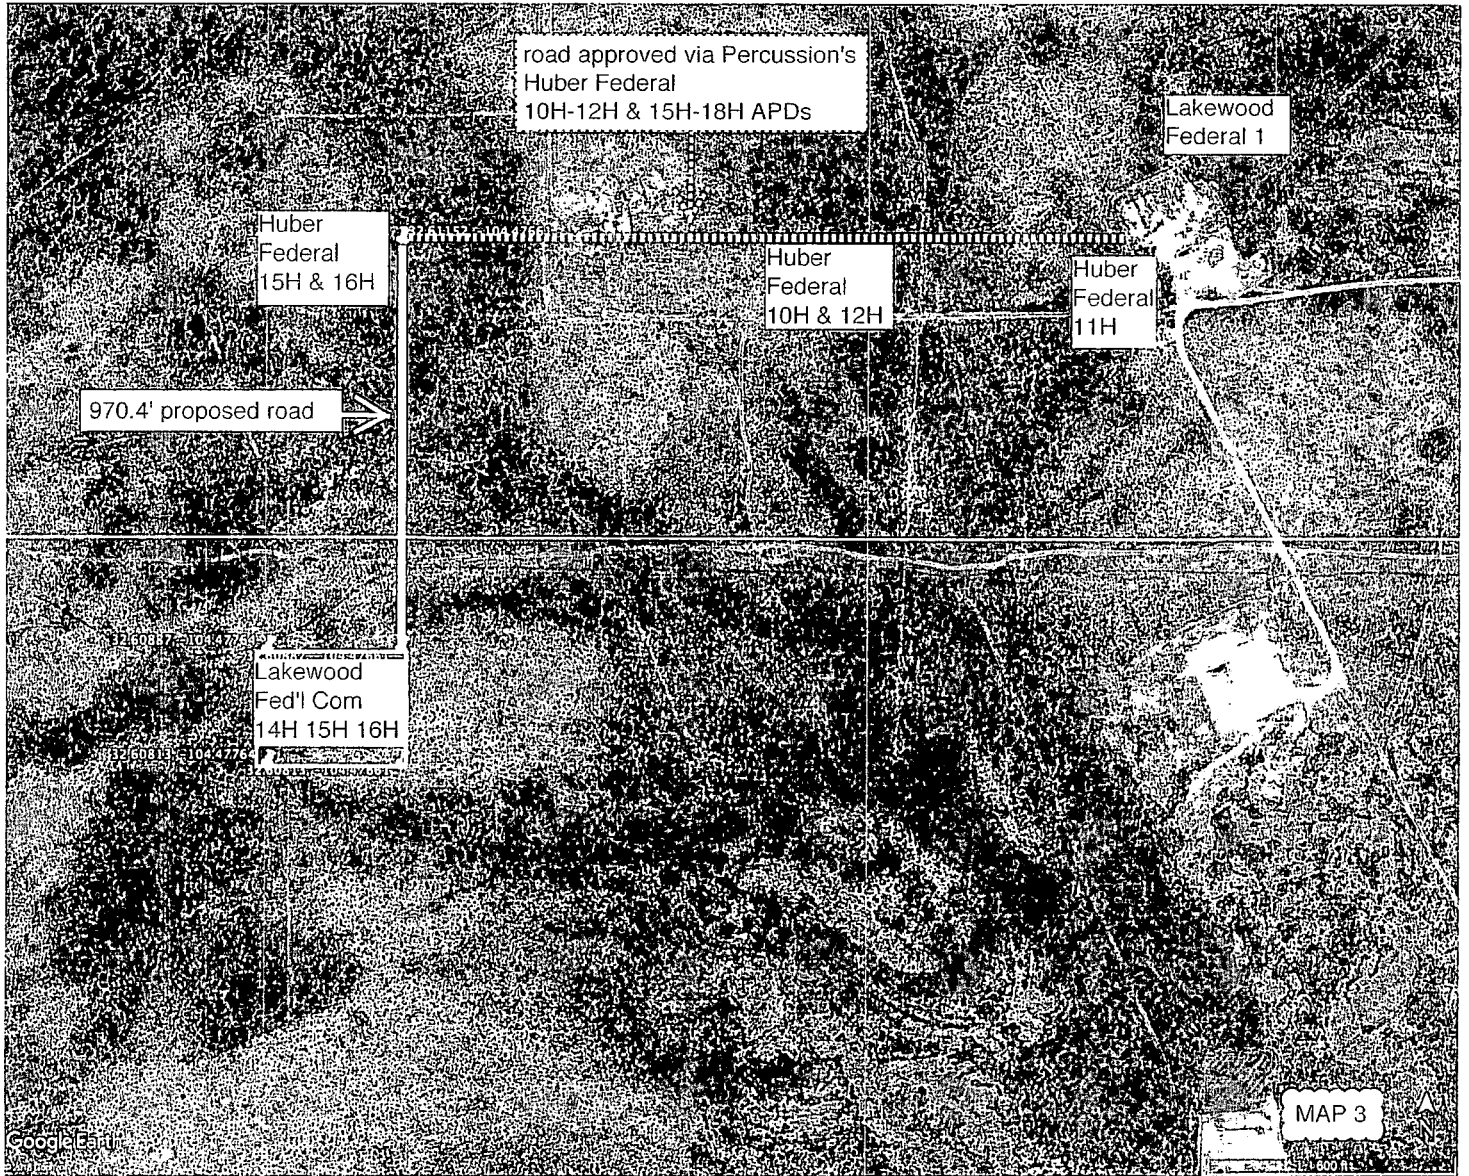 road approved via Percussion's
Huber Federal
10H-12H & 15H-18H APDs
Lakewood
Federal 1
Huber
Federal
15H & 16H
Huber
Federal
10H & 12H
Huber
Federal
11H
970.4' proposed road
Lakewood
Fed'l Com
14H 15H 16H
MAP 3
N
Google Earth